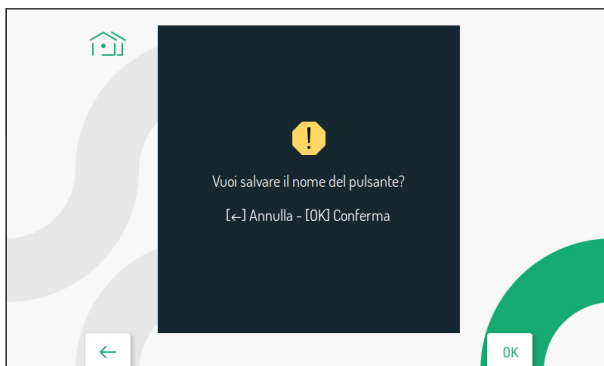 !
Vuoi salvare il nome del pulsante?
[←] Annulla - [OK] Conferma
←
OK